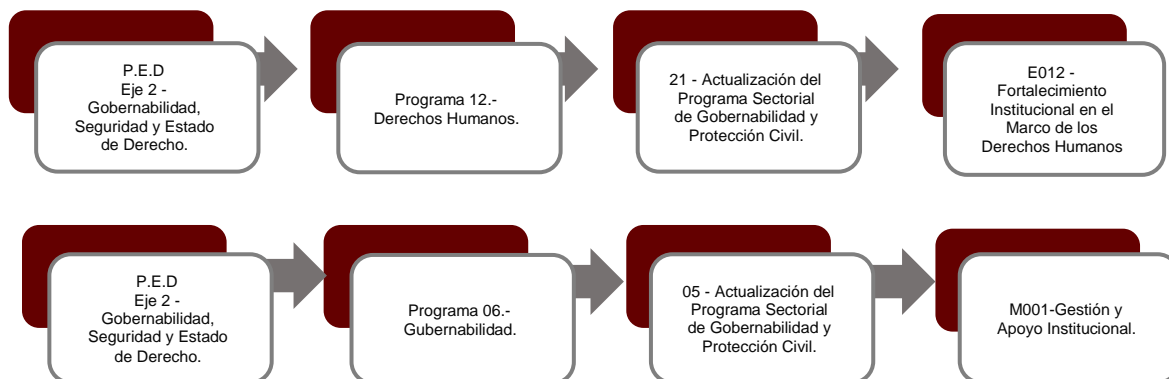 P.E.D
Eje 2 -
Gobernabilidad,
Seguridad y Estado
de Derecho.
Programa 12.-
Derechos Humanos.
21 - Actualización del
Programa Sectorial
de Gobernabilidad y
Protección Civil.
E012 -
Fortalecimiento
Institucional en el
Marco de los
Derechos Humanos
P.E.D
Eje 2 -
Gobernabilidad,
Seguridad y Estado
de Derecho.
Programa 06.-
Gubernabilidad.
05 - Actualización del
Programa Sectorial
de Gobernabilidad y
Protección Civil.
M001-Gestión y
Apoyo Institucional.